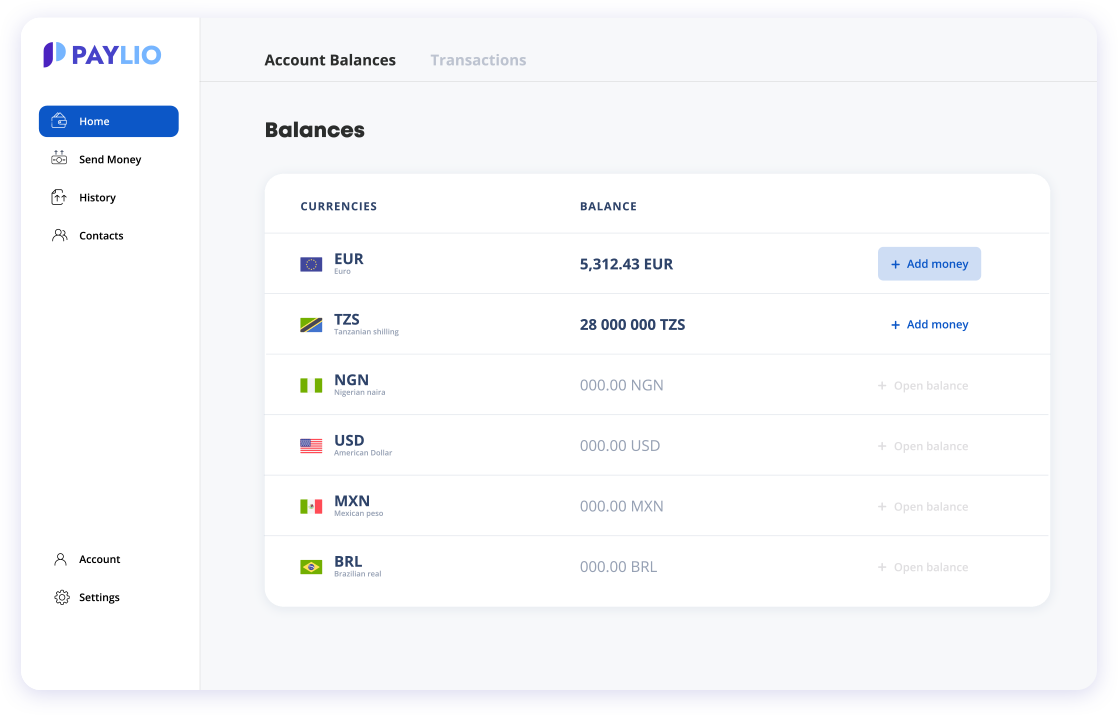 PAYLIO
Account Balances Transactions
Home
Send Money
History
Contacts
Account
Settings
Balances
CURRENCIES BALANCE
EUR
Euro
5,312.43 EUR
+ Add money
TZS
Tanzanian shilling
28 000 000 TZS
+ Add money
NGN
Nigerian naira
000.00 NGN
+ Open balance
USD
American Dollar
000.00 USD
+ Open balance
MXN
Mexican peso
000.00 MXN
+ Open balance
BRL
Brazilian real
000.00 BRL
+ Open balance